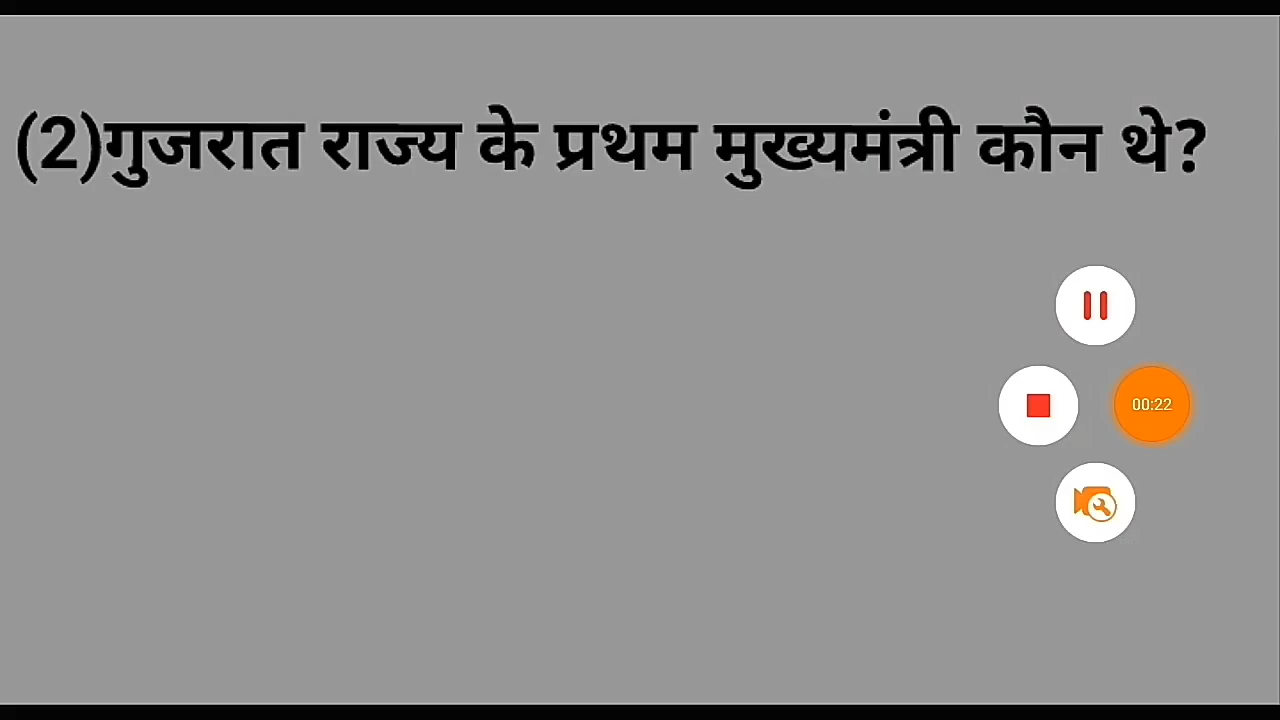 (2)गुजरात राज्य के प्रथम मुख्यमंत्री कौन थे?
00:22